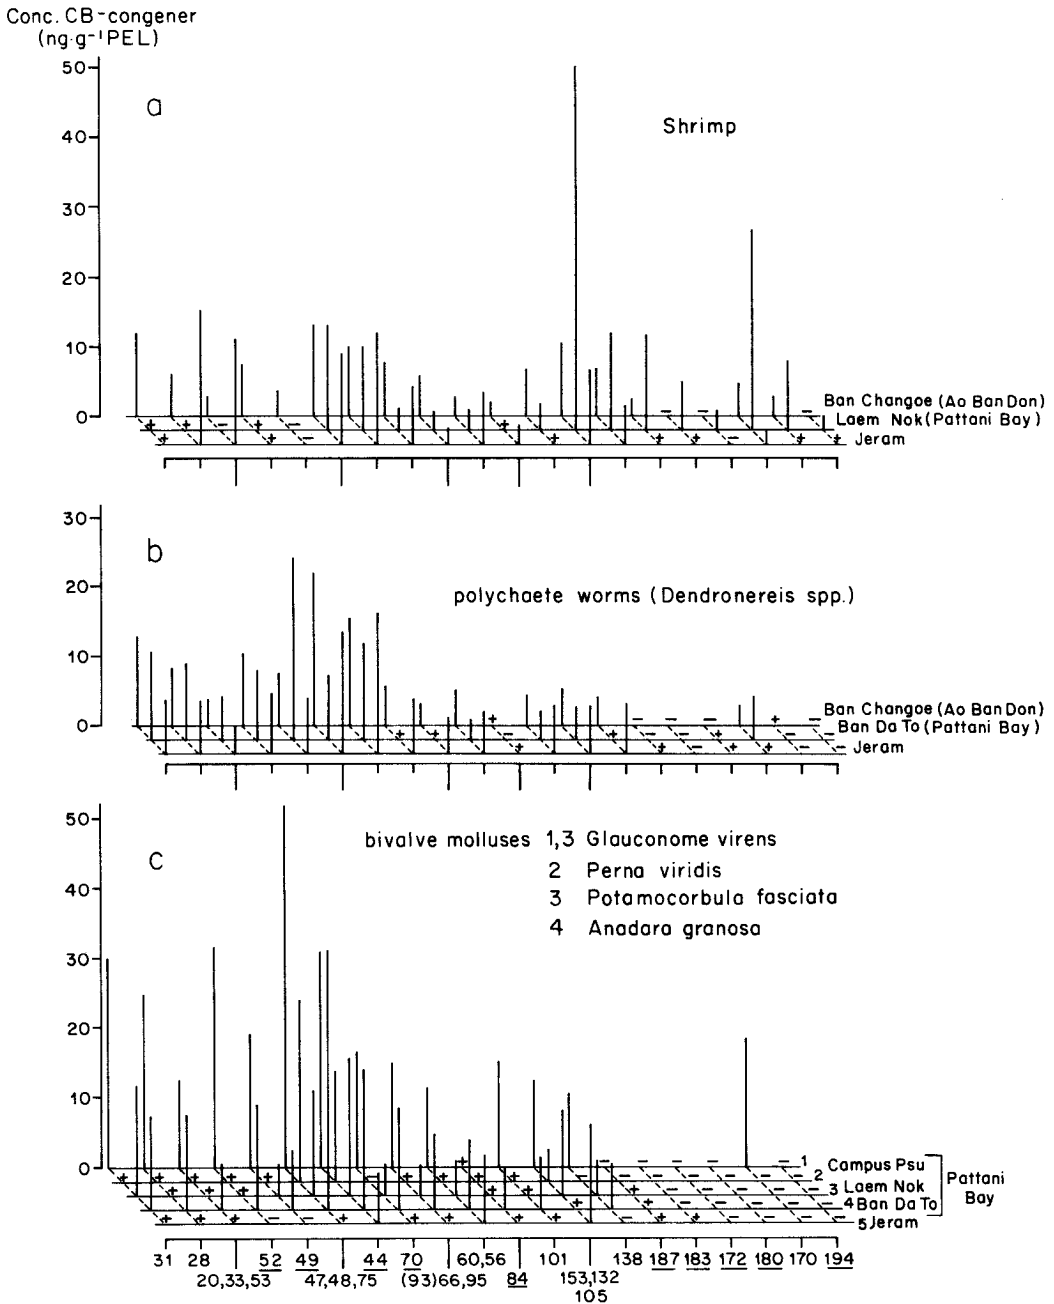 Conc. CB-congener
(ng·g⁻¹ PEL)
50
a
Shrimp
40
30
20
10
Ban Changoe (Ao Ban Don)
0
Laem Nok (Pattani Bay)
Jeram
30
b
20
polychaete worms (Dendronereis spp.)
10
Ban Changoe (Ao Ban Don)
0
Ban Da To (Pattani Bay)
Jeram
50
c
bivalve molluses 1,3 Glauconome virens
2 Perna viridis
40
3 Potamocorbula fasciata
4 Anadara granosa
30
20
10
0
1 Campus Psu
2 Laem Nok
3
Pattani
Bay
4 Ban Da To
5 Jeram
31 28 52 49 44 70 60,56 101 138 187 183 172 180 170 194
20,33,53 47,48,75 (93)66,95 84 153,132
105